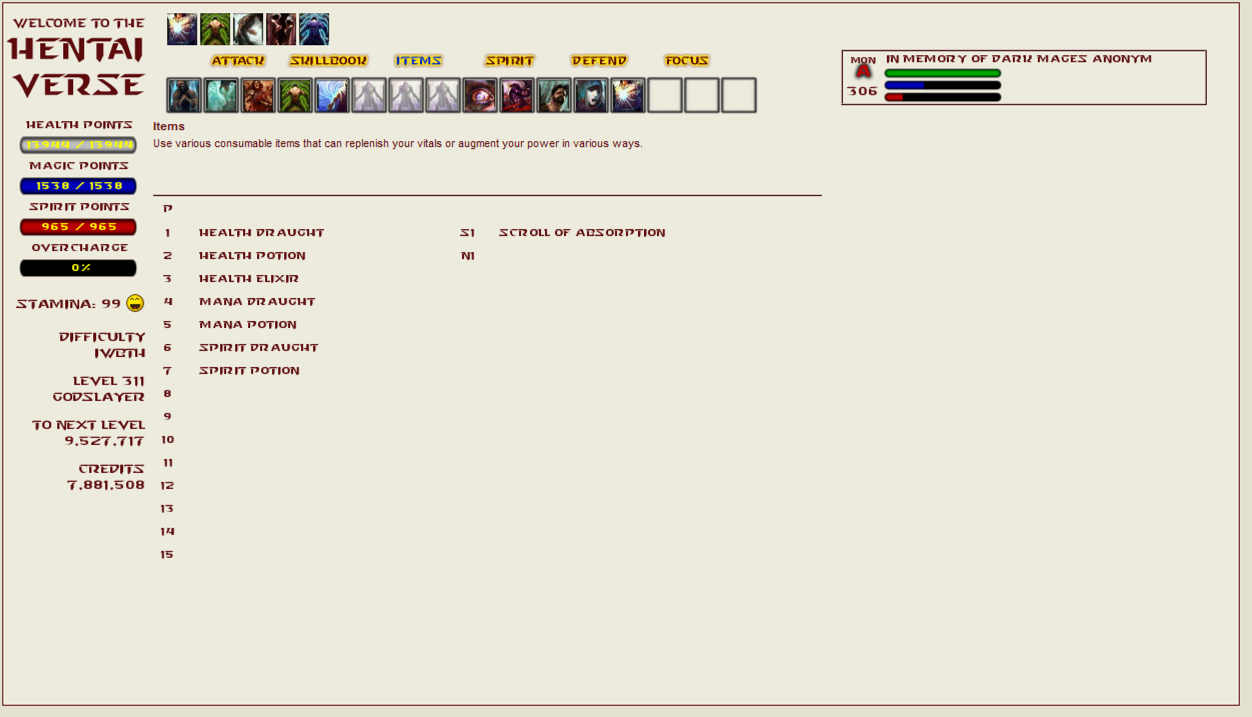 WELCOME TO THE
HENTAI
VERSE
HEALTH POINTS
13944 / 13944
MAGIC POINTS
1538 / 1538
SPIRIT POINTS
965 / 965
OVERCHARGE
0%
STAMINA: 99
DIFFICULTY
IWBTH
LEVEL 311
GODSLAYER
TO NEXT LEVEL
9,527,717
CREDITS
7,881,508
ATTACK SKILLBOOK ITEMS SPIRIT DEFEND FOCUS
Items
Use various consumable items that can replenish your vitals or augment your power in various ways.
P
1 HEALTH DRAUGHT S1 SCROLL OF ABSORPTION
2 HEALTH POTION N1
3 HEALTH ELIXIR
4 MANA DRAUGHT
5 MANA POTION
6 SPIRIT DRAUGHT
7 SPIRIT POTION
8
9
10
11
12
13
14
15
MON IN MEMORY OF DARK MAGES ANONYM
A
306